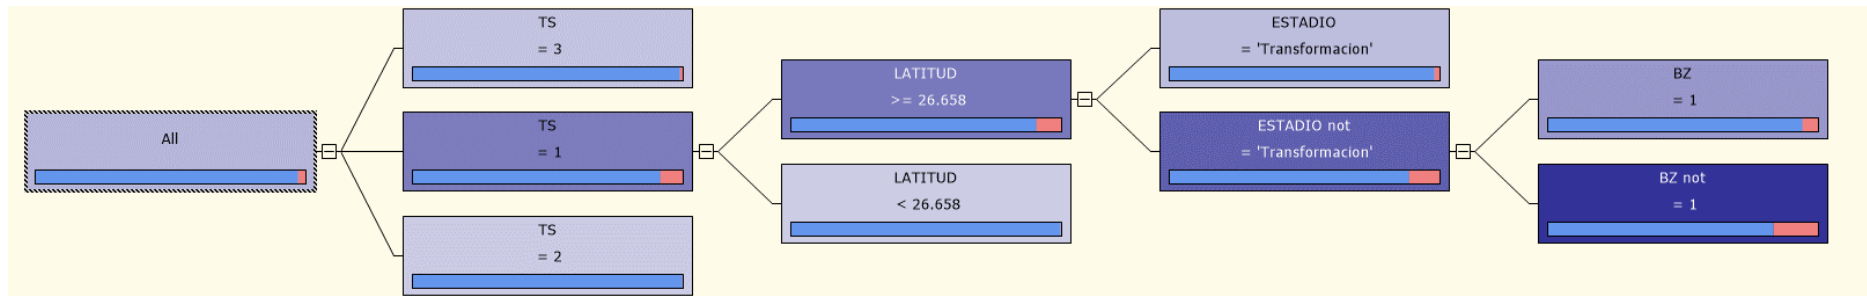 All
TS
= 3
TS
= 1
TS
= 2
LATITUD
>= 26.658
LATITUD
< 26.658
ESTADIO
= 'Transformacion'
ESTADIO not
= 'Transformacion'
BZ
= 1
BZ not
= 1